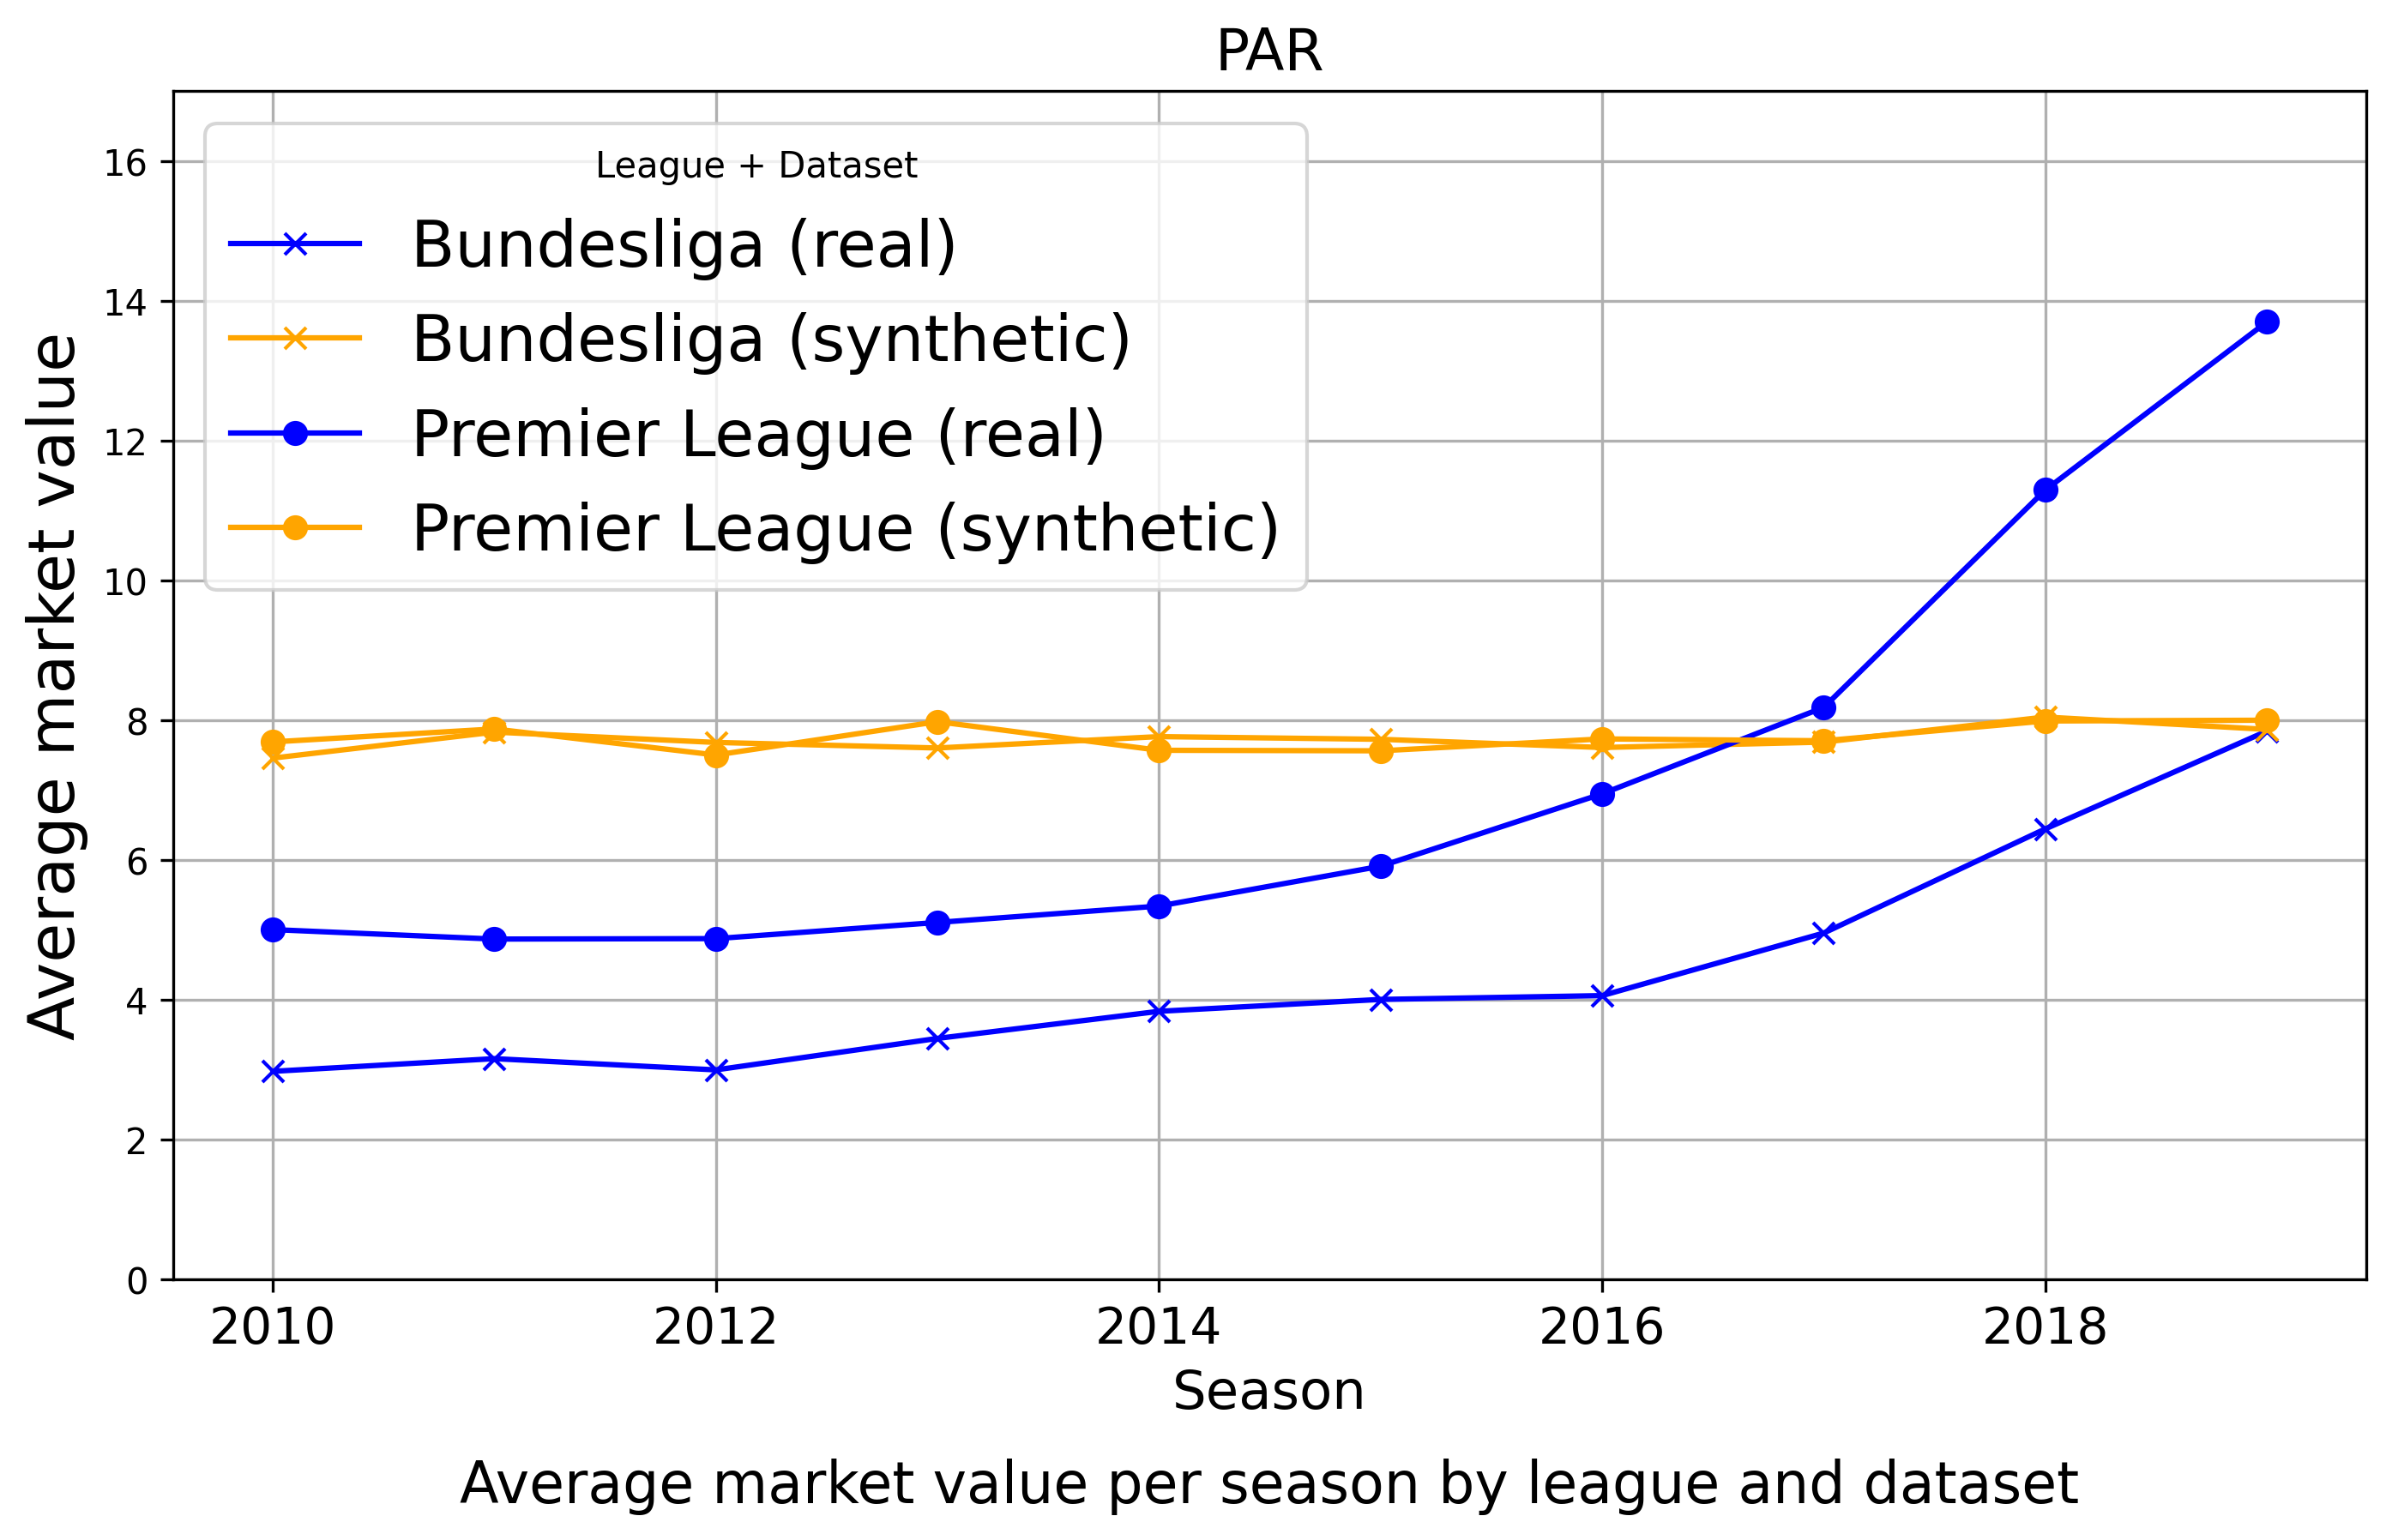 PAR
League + Dataset
Bundesliga (real)
Bundesliga (synthetic)
Premier League (real)
Premier League (synthetic)
Average market value
16
14
12
10
8
6
4
2
0
2010 2012 2014 2016 2018
Season
Average market value per season by league and dataset